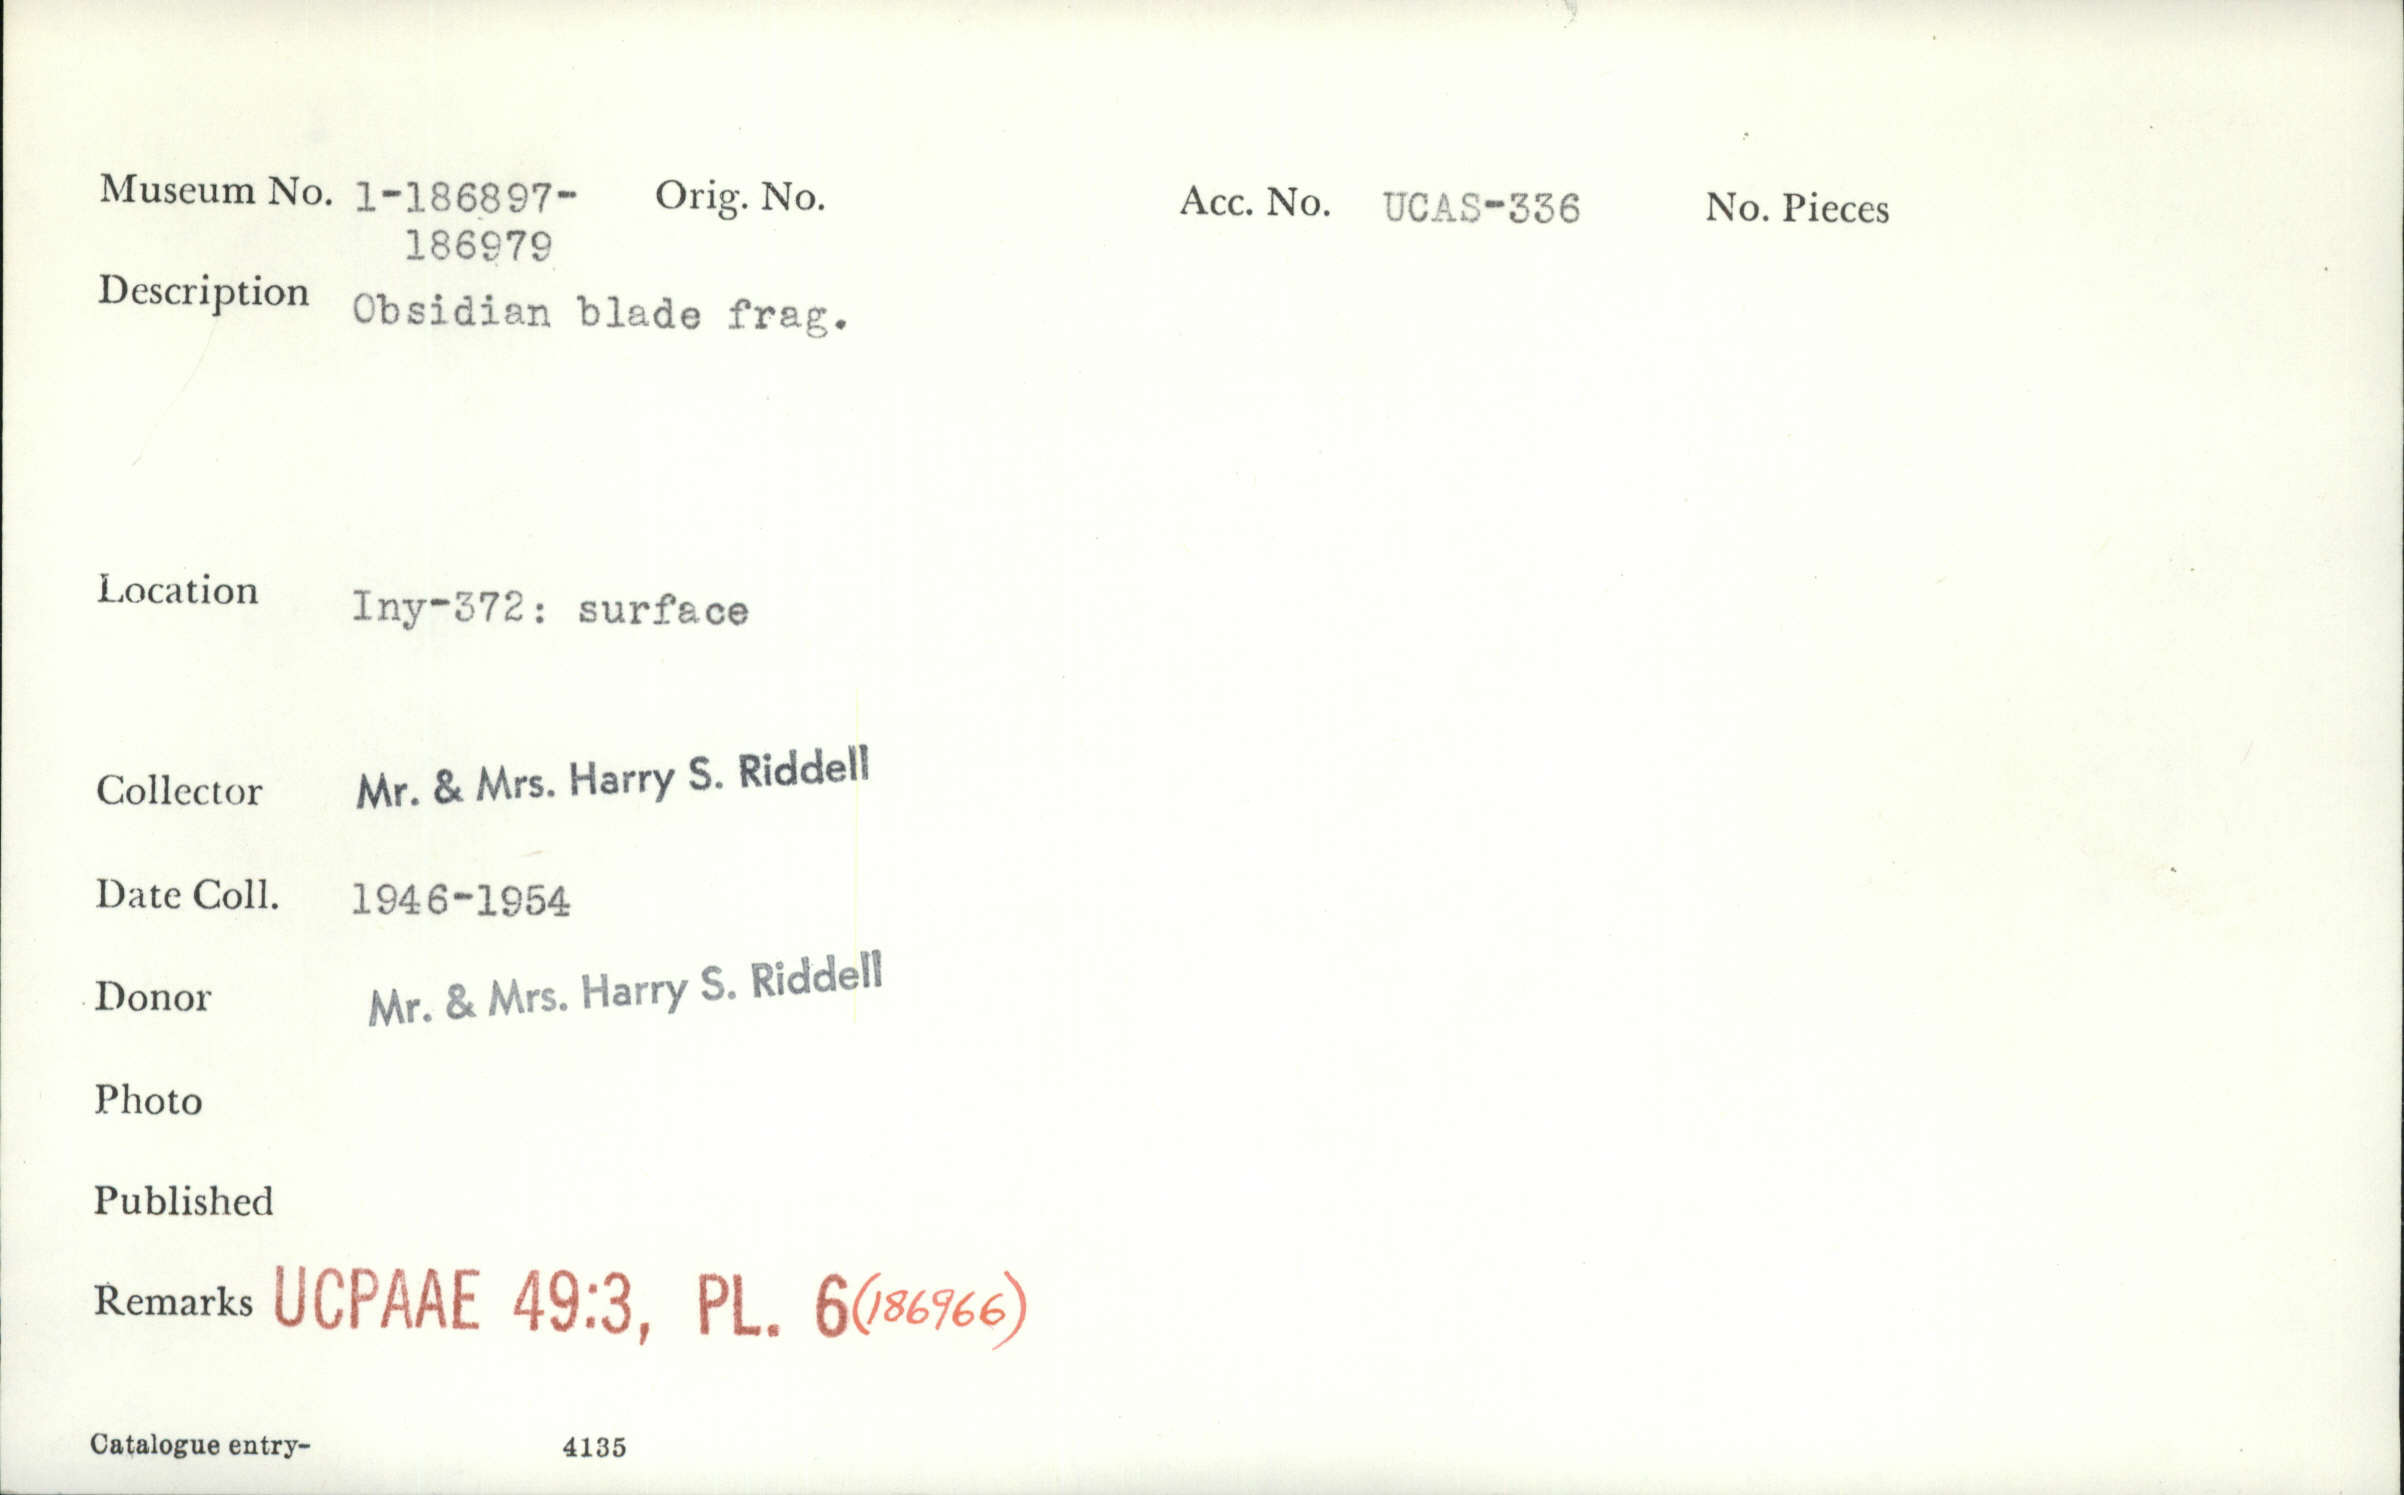 Museum No. 1-186897- Orig. No. Acc. No. UCAS-336 No. Pieces
186979
Description Obsidian blade frag.
Location Iny-372: surface
Collector Mr. & Mrs. Harry S. Riddell
Date Coll. 1946-1954
Donor Mr. & Mrs. Harry S. Riddell
Photo
Published
Remarks UCPAAE 49:3, PL. 6 (186966)
Catalogue entry- 4135